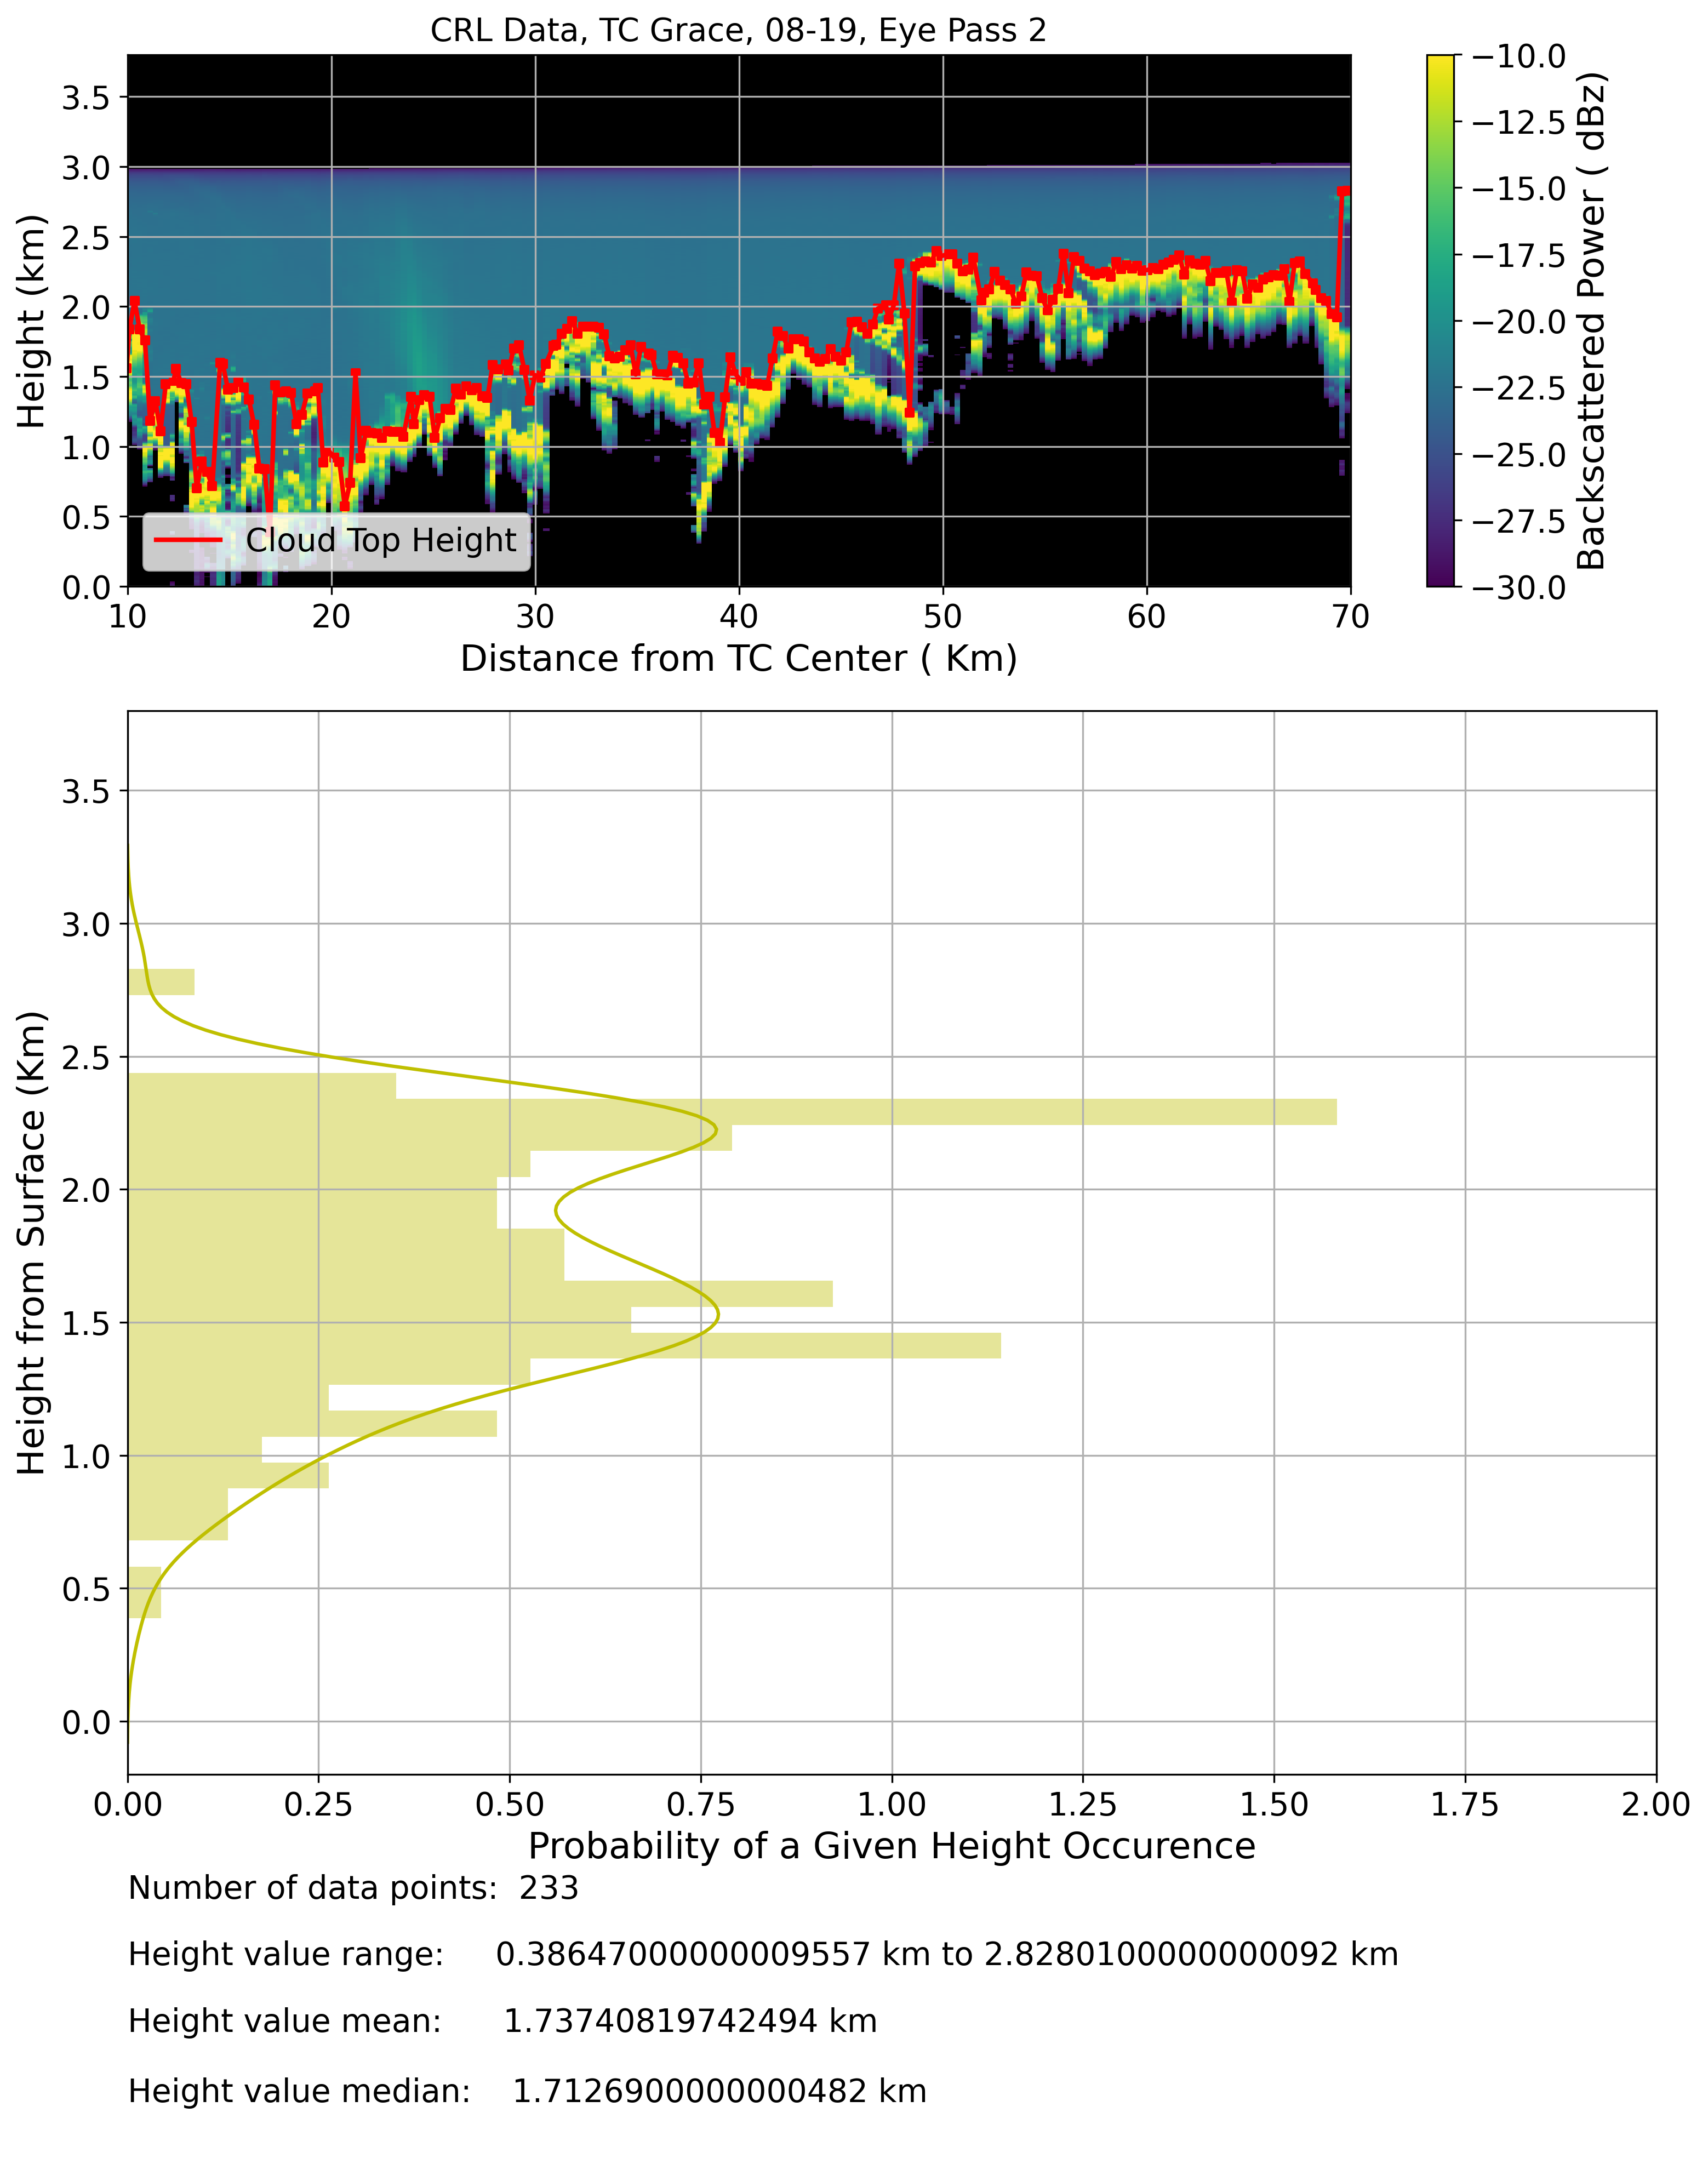 CRL Data, TC Grace, 08-19, Eye Pass 2
3.5
3.0
2.5
2.0
1.5
1.0
0.5
0.0
Height (km)
Cloud Top Height
10 20 30 40 50 60 70
Distance from TC Center ( Km)
−10.0
−12.5
−15.0
−17.5
−20.0
−22.5
−25.0
−27.5
−30.0
Backscattered Power ( dBz)
3.5
3.0
2.5
2.0
1.5
1.0
0.5
0.0
Height from Surface (Km)
0.00 0.25 0.50 0.75 1.00 1.25 1.50 1.75 2.00
Probability of a Given Height Occurence
Number of data points: 233
Height value range: 0.38647000000009557 km to 2.8280100000000092 km
Height value mean: 1.73740819742494 km
Height value median: 1.7126900000000482 km